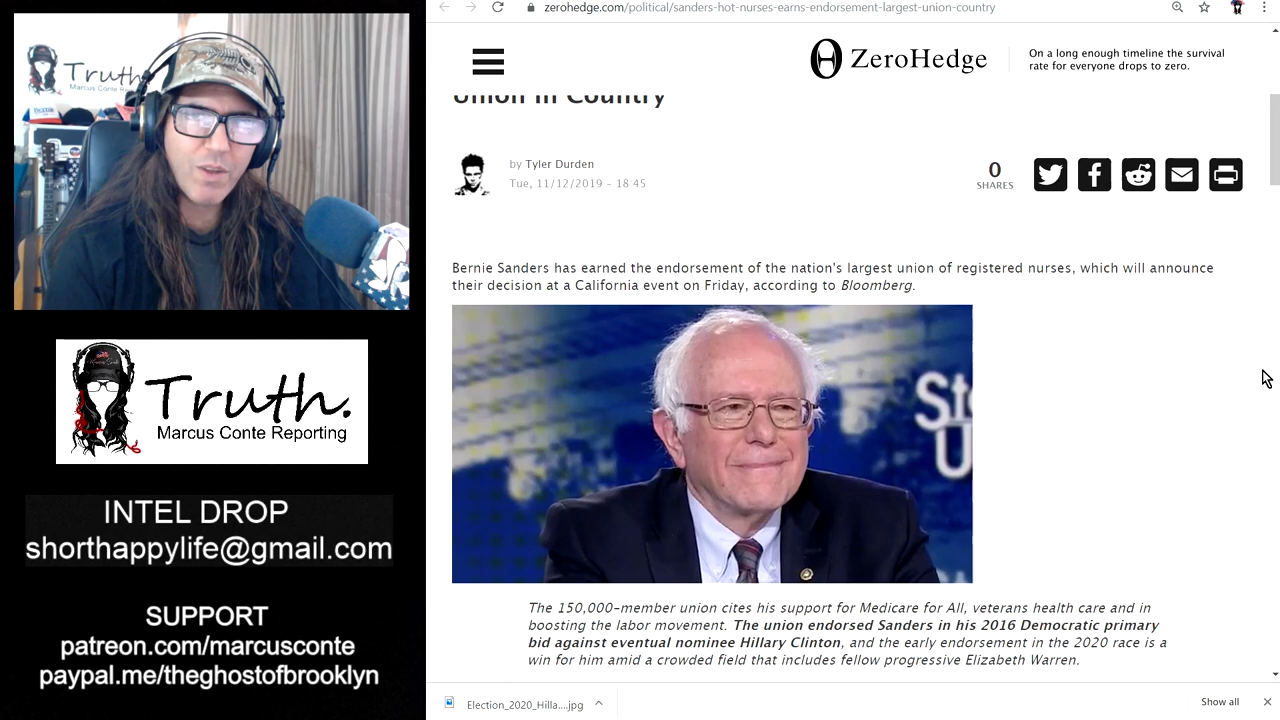 Truth.
Marcus Conte Rep
Truth.
Marcus Conte Reporting
INTEL DROP
shorthappylife@gmail.com
SUPPORT
patreon.com/marcusconte
paypal.me/theghostofbrooklyn
zerohedge.com/political/sanders-hot-nurses-earns-endorsement-largest-union-country
ZeroHedge
On a long enough timeline the survival
rate for everyone drops to zero.
Union In Country
by Tyler Durden
Tue, 11/12/2019 - 18:45
0
SHARES
Bernie Sanders has earned the endorsement of the nation's largest union of registered nurses, which will announce
their decision at a California event on Friday, according to Bloomberg.
The 150,000-member union cites his support for Medicare for All, veterans health care and in
boosting the labor movement. The union endorsed Sanders in his 2016 Democratic primary
bid against eventual nominee Hillary Clinton, and the early endorsement in the 2020 race is a
win for him amid a crowded field that includes fellow progressive Elizabeth Warren.
Election_2020_Hilla....jpg
Show all